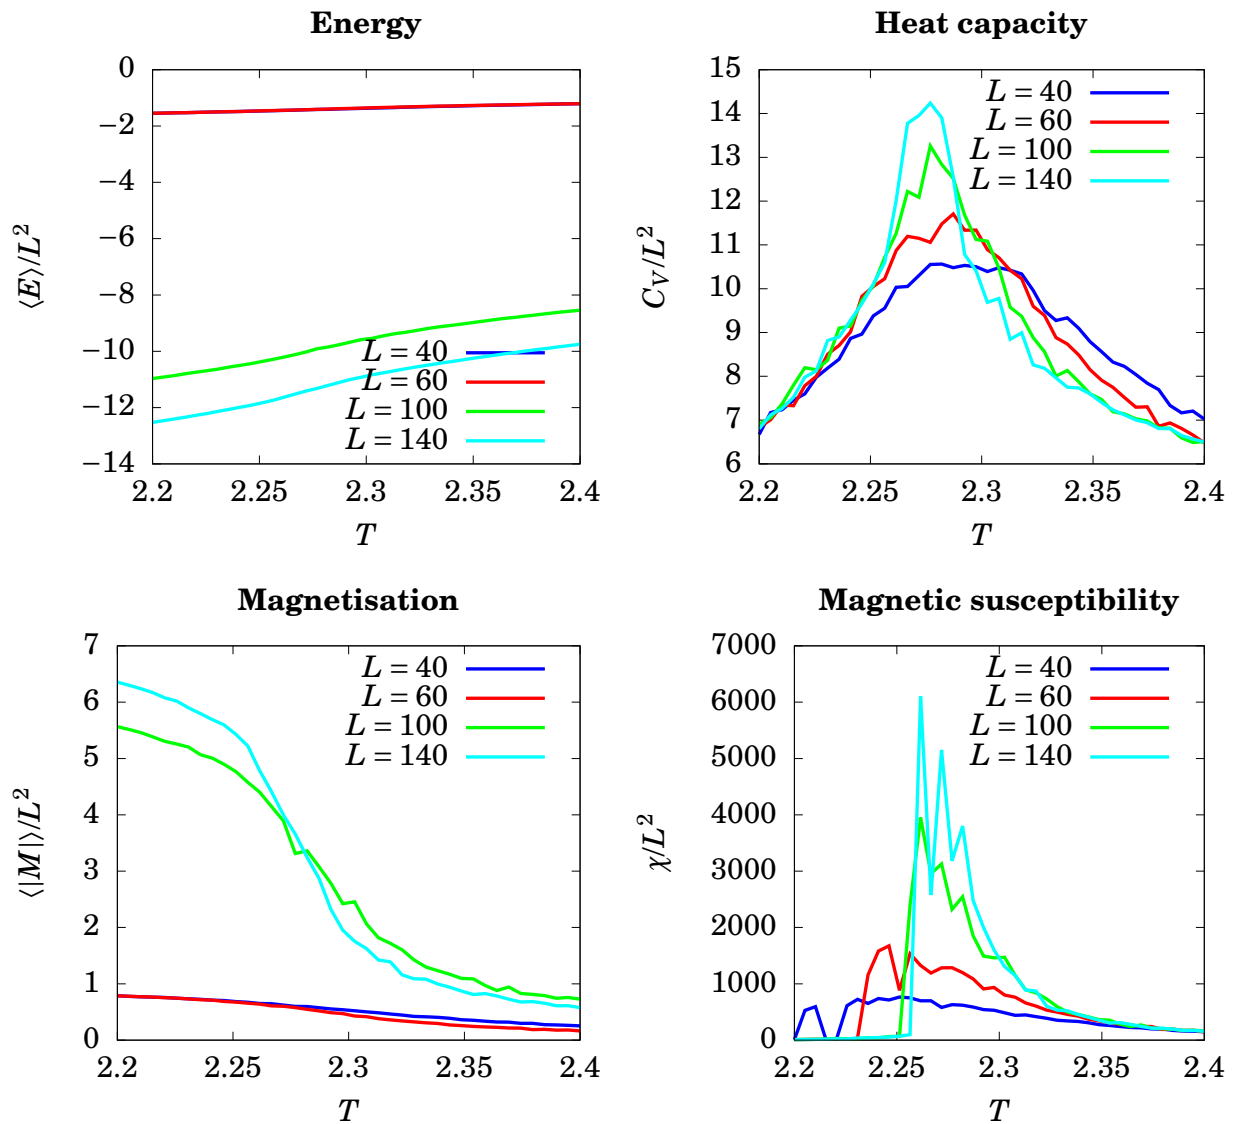 Energy
0
−2
−4
−6
−8
−10
−12
−14
⟨E⟩/L²
L = 40
L = 60
L = 100
L = 140
2.2 2.25 2.3 2.35 2.4
T
Heat capacity
15
14
13
12
11
10
9
8
7
6
C_V/L²
L = 40
L = 60
L = 100
L = 140
2.2 2.25 2.3 2.35 2.4
T
Magnetisation
7
6
5
4
3
2
1
0
⟨|M|⟩/L²
L = 40
L = 60
L = 100
L = 140
2.2 2.25 2.3 2.35 2.4
T
Magnetic susceptibility
7000
6000
5000
4000
3000
2000
1000
0
χ/L²
L = 40
L = 60
L = 100
L = 140
2.2 2.25 2.3 2.35 2.4
T